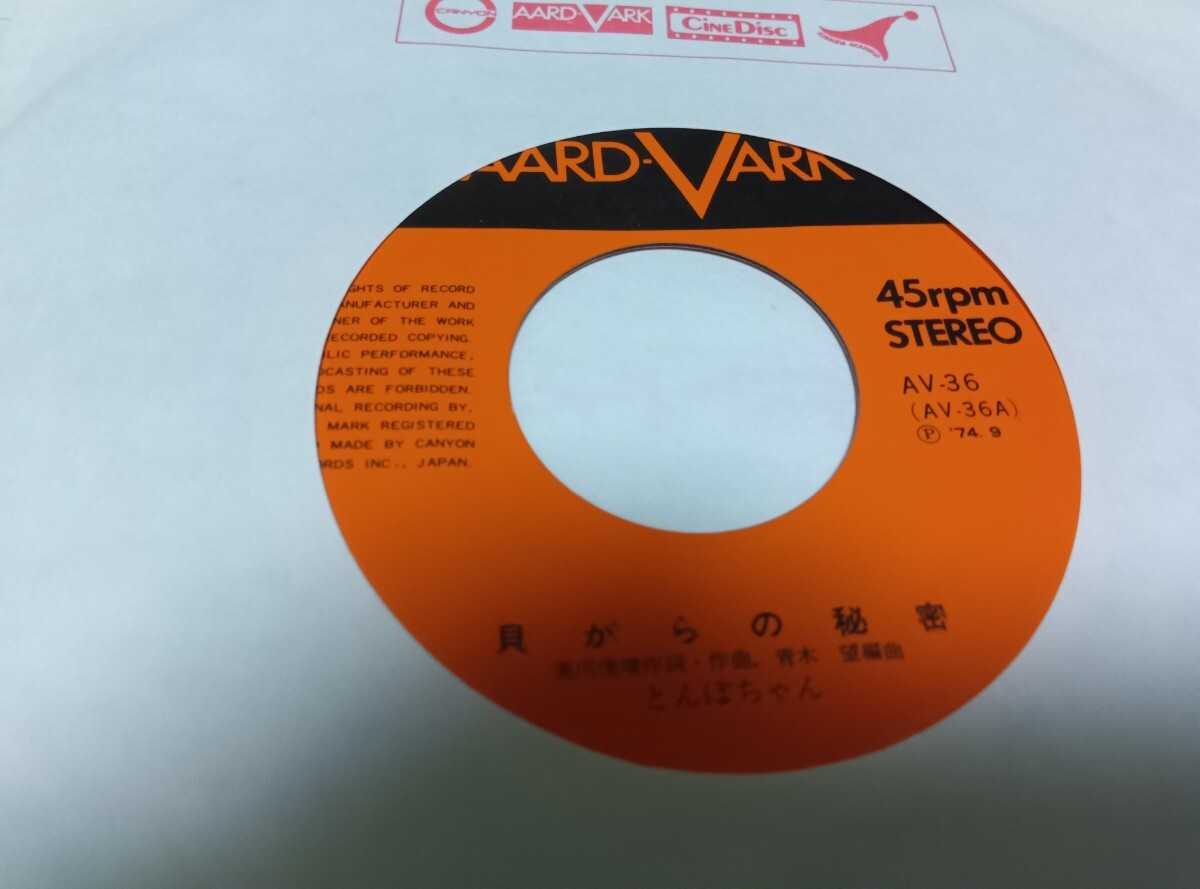 CANYON AARD-VARK CINEDISC
AARD-VARK
GHTS OF RECORD
ANUFACTURER AND
NER OF THE WORK
ECORDED COPYING.
LIC PERFORMANCE,
DCASTING OF THESE
DS ARE FORBIDDEN.
NAL RECORDING BY,
MARK REGISTERED
MADE BY CANYON
ORDS INC., JAPAN.
45rpm
STEREO
AV-36
(AV-36A)
Ⓟ '74. 9
貝がらの秘密
作詞・作曲, 青木 望編曲
とんぼちゃん